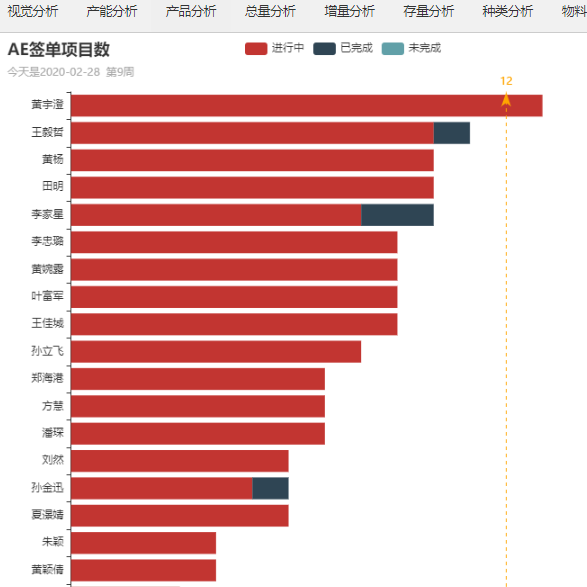 视觉分析 产能分析 产品分析 总量分析 增量分析 存量分析 种类分析 物料
AE签单项目数
进行中 已完成 未完成
今天是2020-02-28 第9周
12
黄宇澄
王毅哲
黄杨
田明
李家星
李忠璐
黄婉露
叶富军
王佳城
孙立飞
郑海港
方慧
潘琛
刘然
孙金迅
夏澋婧
朱颖
黄颖倩